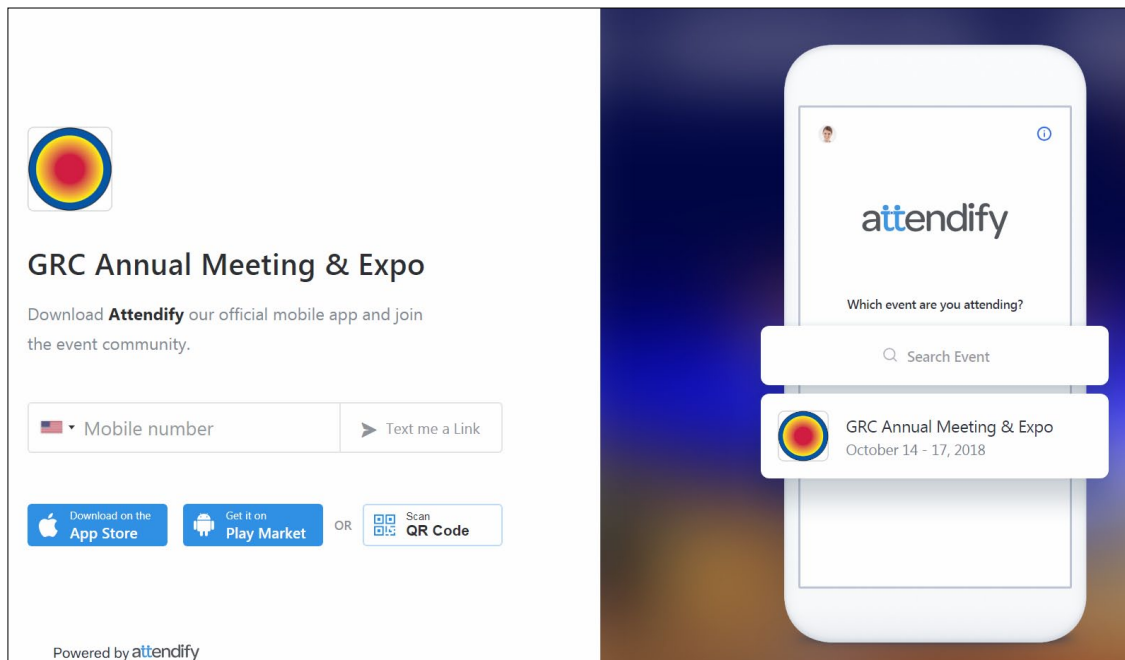 GRC Annual Meeting & Expo
Download Attendify our official mobile app and join
the event community.
Mobile number
Text me a Link
Download on the
App Store
Get it on
Play Market
OR
Scan
QR Code
Powered by attendify
attendify
Which event are you attending?
Search Event
GRC Annual Meeting & Expo
October 14 - 17, 2018